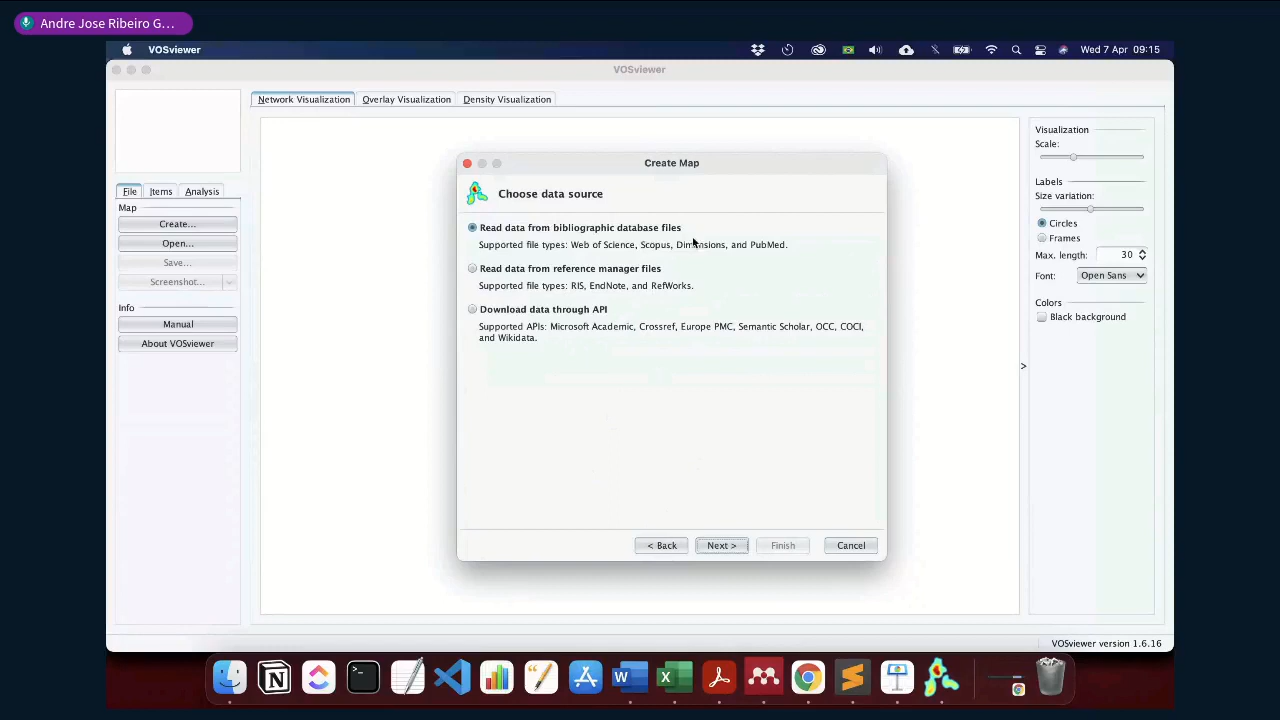 Andre Jose Ribeiro G...
VOSviewer
Wed 7 Apr 09:15
VOSviewer
Network Visualization
Overlay Visualization
Density Visualization
File
Items
Analysis
Map
Create...
Open...
Save...
Screenshot...
Info
Manual
About VOSviewer
Create Map
Choose data source
Read data from bibliographic database files
Supported file types: Web of Science, Scopus, Dimensions, and PubMed.
Read data from reference manager files
Supported file types: RIS, EndNote, and RefWorks.
Download data through API
Supported APIs: Microsoft Academic, Crossref, Europe PMC, Semantic Scholar, OCC, COCI,
and Wikidata.
< Back
Next >
Finish
Cancel
Visualization
Scale:
Labels
Size variation:
Circles
Frames
Max. length:
30
Font:
Open Sans
Colors
Black background
>
VOSviewer version 1.6.16